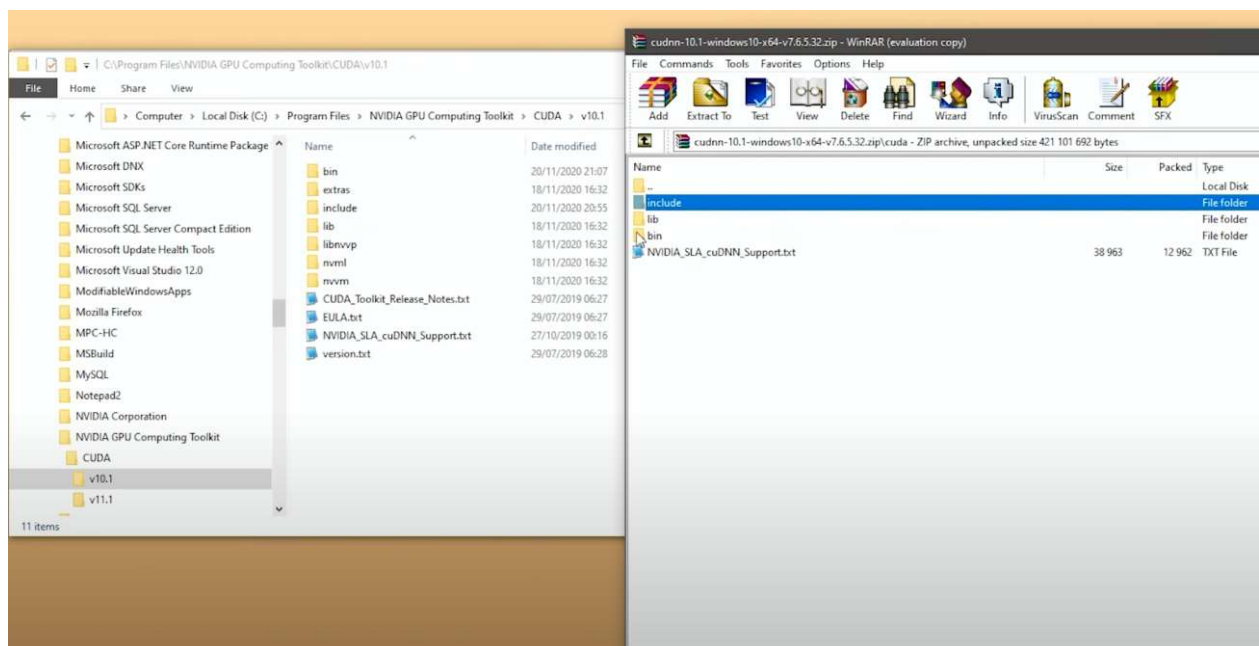 C:\Program Files\NVIDIA GPU Computing Toolkit\CUDA\v10.1
File Home Share View
Computer > Local Disk (C:) > Program Files > NVIDIA GPU Computing Toolkit > CUDA > v10.1
Microsoft ASP.NET Core Runtime Package
Microsoft DNX
Microsoft SDKs
Microsoft SQL Server
Microsoft SQL Server Compact Edition
Microsoft Update Health Tools
Microsoft Visual Studio 12.0
ModifiableWindowsApps
Mozilla Firefox
MPC-HC
MSBuild
MySQL
Notepad2
NVIDIA Corporation
NVIDIA GPU Computing Toolkit
CUDA
v10.1
v11.1
Name Date modified
bin 20/11/2020 21:07
extras 18/11/2020 16:32
include 20/11/2020 20:55
lib 18/11/2020 16:32
libnvvp 18/11/2020 16:32
nvml 18/11/2020 16:32
nvvm 18/11/2020 16:32
CUDA_Toolkit_Release_Notes.txt 29/07/2019 06:27
EULA.txt 29/07/2019 06:27
NVIDIA_SLA_cuDNN_Support.txt 27/10/2019 00:16
version.txt 29/07/2019 06:28
11 items
cudnn-10.1-windows10-x64-v7.6.5.32.zip - WinRAR (evaluation copy)
File Commands Tools Favorites Options Help
Add Extract To Test View Delete Find Wizard Info VirusScan Comment SFX
cudnn-10.1-windows10-x64-v7.6.5.32.zip\cuda - ZIP archive, unpacked size 421 101 692 bytes
Name Size Packed Type
.. Local Disk
include File folder
lib File folder
bin File folder
NVIDIA_SLA_cuDNN_Support.txt 38 963 12 962 TXT File